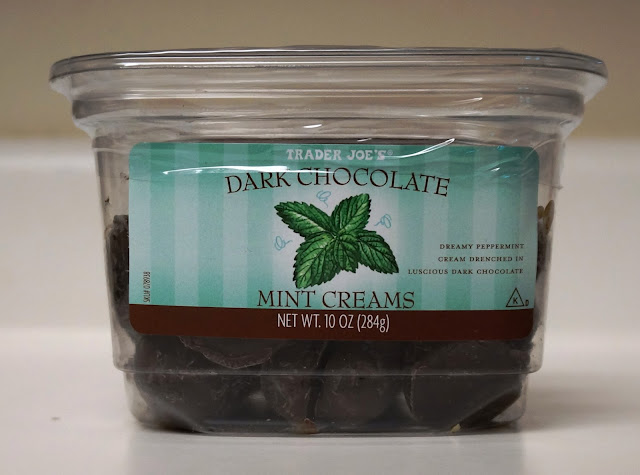 TRADER JOE'S®
DARK CHOCOLATE
DREAMY PEPPERMINT
CREAM DRENCHED IN
LUSCIOUS DARK CHOCOLATE
MINT CREAMS
K D
NET WT. 10 OZ (284g)